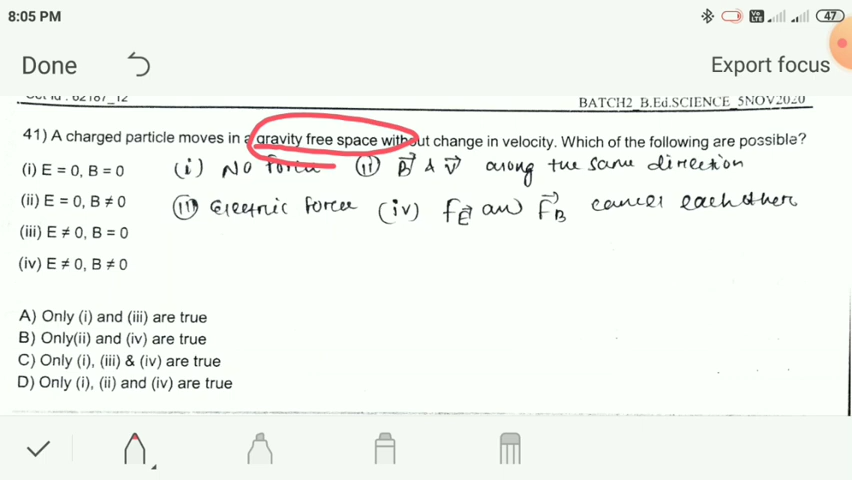 8:05 PM
47
Done
Export focus
BATCH2_B.Ed.SCIENCE_5NOV2020
41) A charged particle moves in a gravity free space without change in velocity. Which of the following are possible?
(i) E = 0, B = 0 (i) No force (ii) B⃗ & V⃗ along the same direction
(ii) E = 0, B ≠ 0 (iii) Electric force (iv) FE⃗ and F⃗B cancel each others
(iii) E ≠ 0, B = 0
(iv) E ≠ 0, B ≠ 0
A) Only (i) and (iii) are true
B) Only(ii) and (iv) are true
C) Only (i), (iii) & (iv) are true
D) Only (i), (ii) and (iv) are true